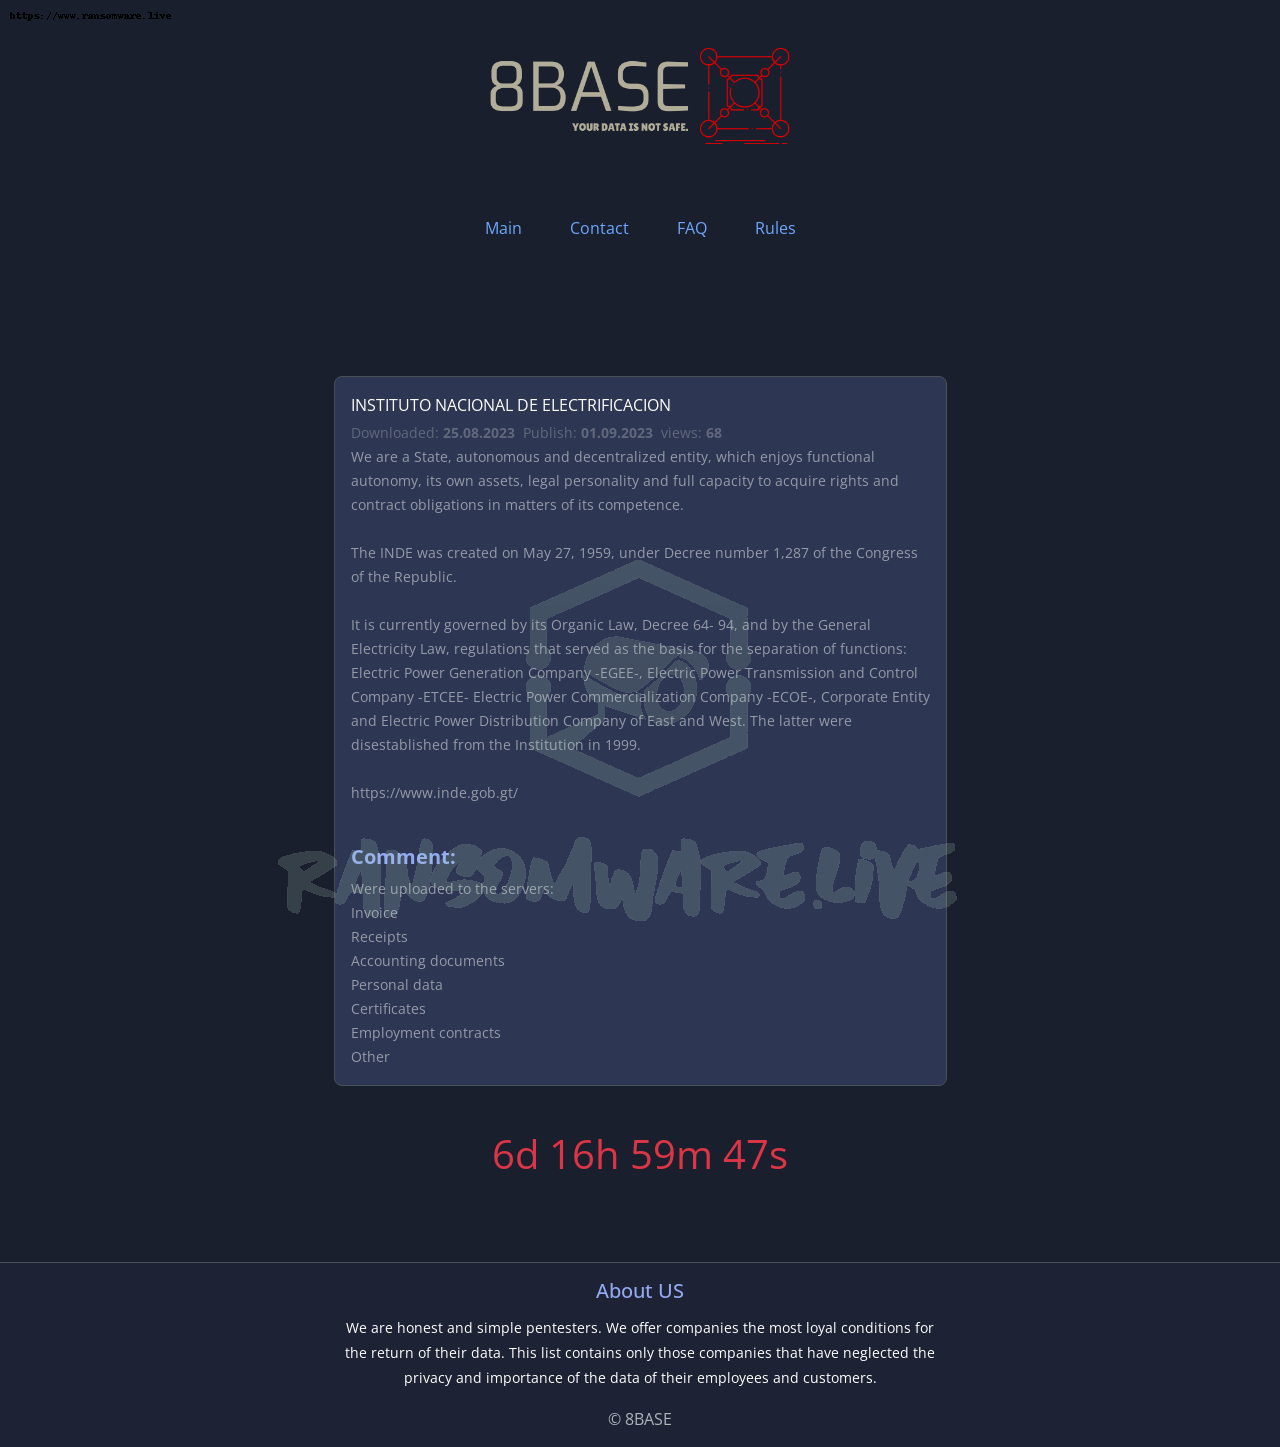 https://www.ransomware.live
8BASE
YOUR DATA IS NOT SAFE.
Main Contact FAQ Rules
INSTITUTO NACIONAL DE ELECTRIFICACION
Downloaded: 25.08.2023 Publish: 01.09.2023 views: 68
We are a State, autonomous and decentralized entity, which enjoys functional
autonomy, its own assets, legal personality and full capacity to acquire rights and
contract obligations in matters of its competence.
The INDE was created on May 27, 1959, under Decree number 1,287 of the Congress
of the Republic.
It is currently governed by its Organic Law, Decree 64- 94, and by the General
Electricity Law, regulations that served as the basis for the separation of functions:
Electric Power Generation Company -EGEE-, Electric Power Transmission and Control
Company -ETCEE- Electric Power Commercialization Company -ECOE-, Corporate Entity
and Electric Power Distribution Company of East and West. The latter were
disestablished from the Institution in 1999.
https://www.inde.gob.gt/
RANSOMWARE.LIVE
Comment:
Were uploaded to the servers:
Invoice
Receipts
Accounting documents
Personal data
Certificates
Employment contracts
Other
6d 16h 59m 47s
About US
We are honest and simple pentesters. We offer companies the most loyal conditions for
the return of their data. This list contains only those companies that have neglected the
privacy and importance of the data of their employees and customers.
© 8BASE